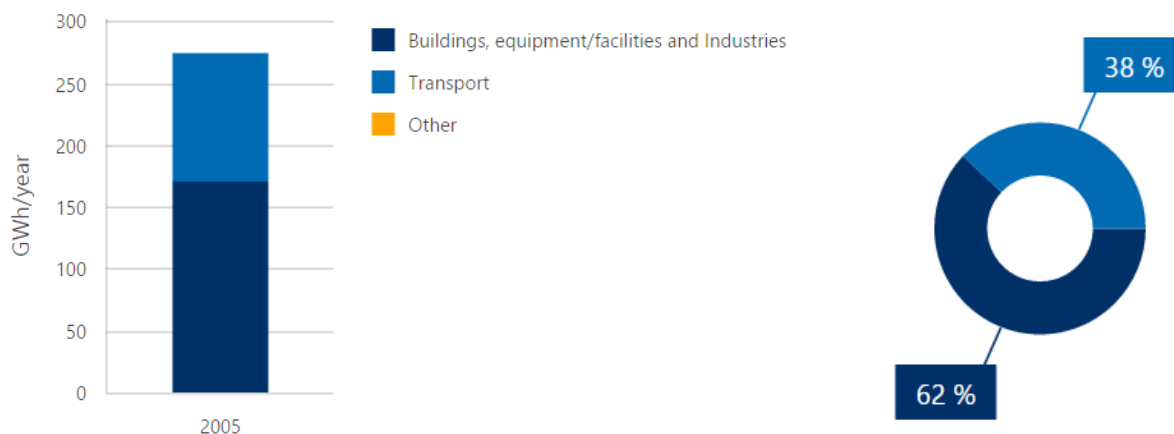 300
250
200
150
100
50
0
GWh/year
2005
Buildings, equipment/facilities and Industries
Transport
Other
38 %
62 %